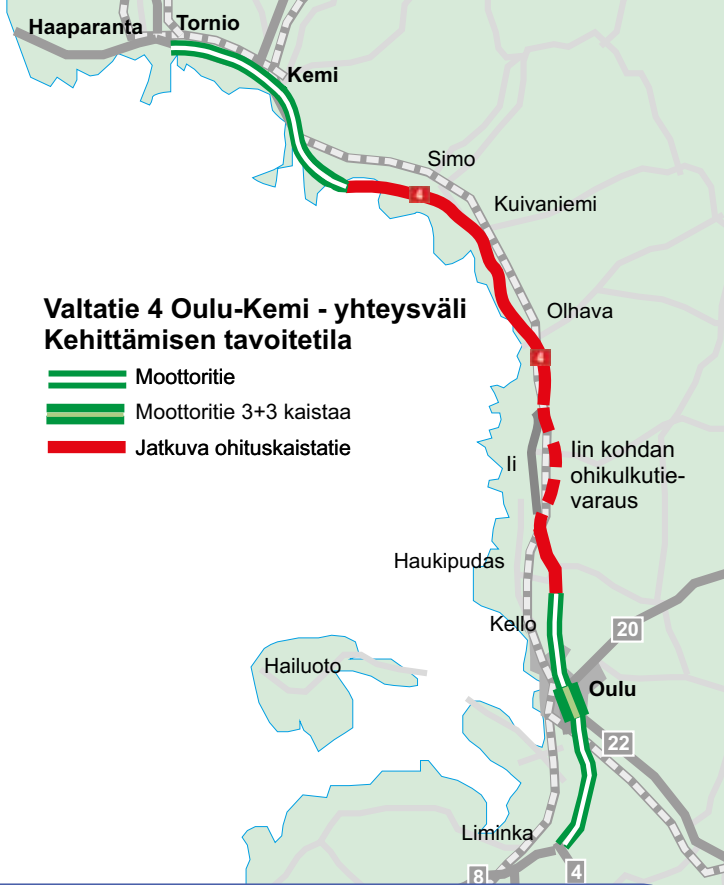 Haaparanta
Tornio
Kemi
Simo
4
Kuivaniemi
Valtatie 4 Oulu-Kemi - yhteysväli
Kehittämisen tavoitetila
Moottoritie
Moottoritie 3+3 kaistaa
Jatkuva ohituskaistatie
Olhava
4
Ii
Iin kohdan
ohikulkutie-
varaus
Haukipudas
Kello
20
Hailuoto
Oulu
22
Liminka
8
4